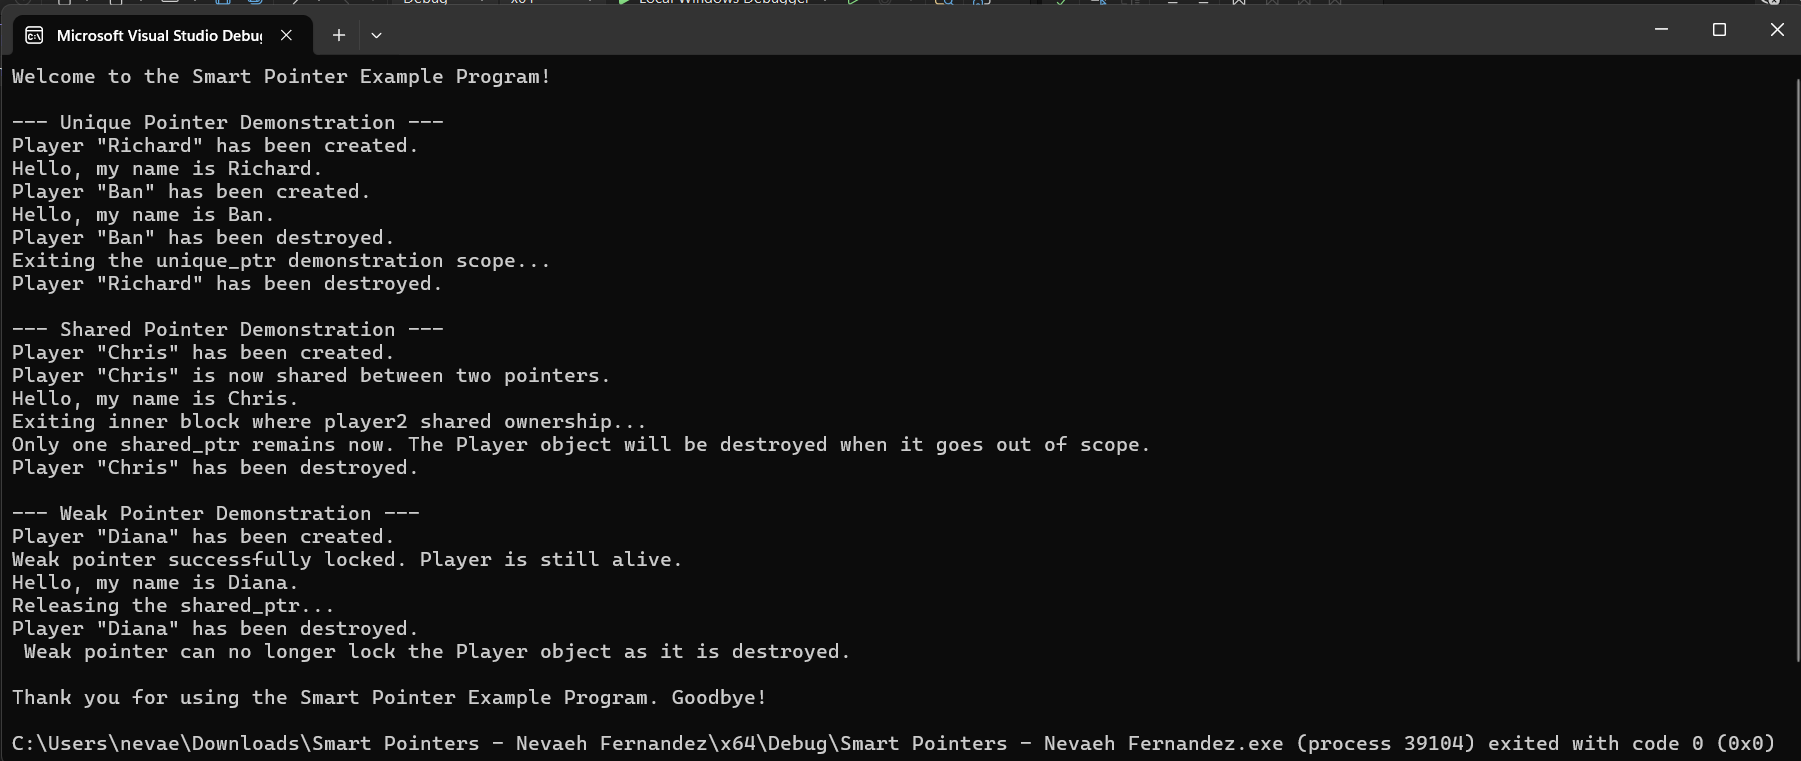 Debug x64 Local Windows Debugger
Microsoft Visual Studio Debug
Welcome to the Smart Pointer Example Program!
--- Unique Pointer Demonstration ---
Player "Richard" has been created.
Hello, my name is Richard.
Player "Ban" has been created.
Hello, my name is Ban.
Player "Ban" has been destroyed.
Exiting the unique_ptr demonstration scope...
Player "Richard" has been destroyed.
--- Shared Pointer Demonstration ---
Player "Chris" has been created.
Player "Chris" is now shared between two pointers.
Hello, my name is Chris.
Exiting inner block where player2 shared ownership...
Only one shared_ptr remains now. The Player object will be destroyed when it goes out of scope.
Player "Chris" has been destroyed.
--- Weak Pointer Demonstration ---
Player "Diana" has been created.
Weak pointer successfully locked. Player is still alive.
Hello, my name is Diana.
Releasing the shared_ptr...
Player "Diana" has been destroyed.
 Weak pointer can no longer lock the Player object as it is destroyed.
Thank you for using the Smart Pointer Example Program. Goodbye!
C:\Users\nevae\Downloads\Smart Pointers - Nevaeh Fernandez\x64\Debug\Smart Pointers - Nevaeh Fernandez.exe (process 39104) exited with code 0 (0x0)